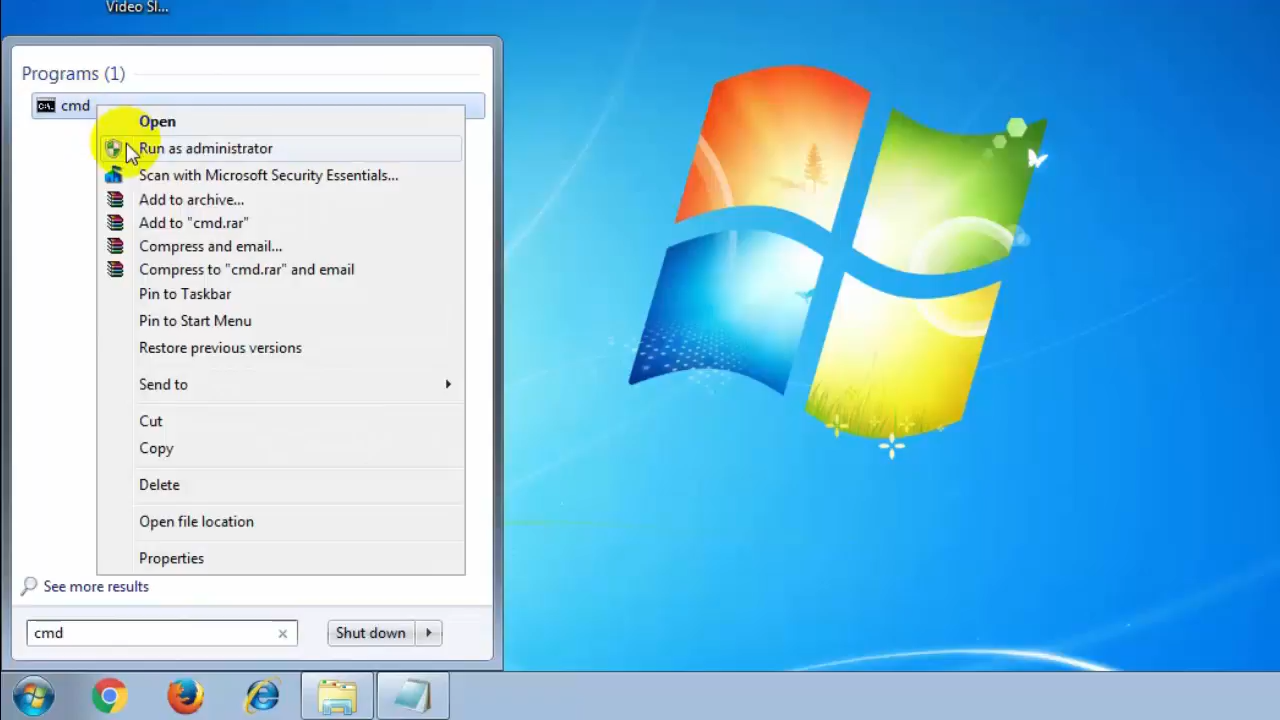 Video Sl...
Programs (1)
cmd
Open
Run as administrator
Scan with Microsoft Security Essentials...
Add to archive...
Add to "cmd.rar"
Compress and email...
Compress to "cmd.rar" and email
Pin to Taskbar
Pin to Start Menu
Restore previous versions
Send to
Cut
Copy
Delete
Open file location
Properties
See more results
cmd
Shut down